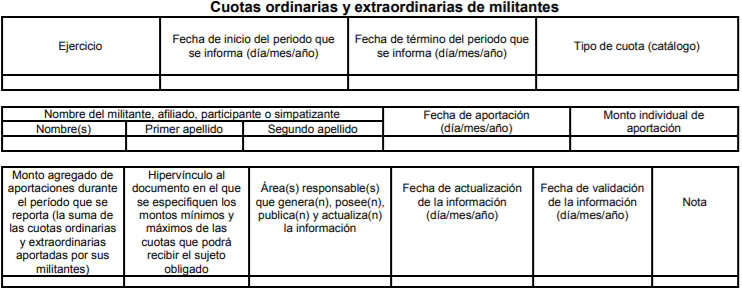 Cuotas ordinarias y extraordinarias de militantes
Ejercicio
Fecha de inicio del periodo que
se informa (día/mes/año)
Fecha de término del periodo que
se informa (día/mes/año)
Tipo de cuota (catálogo)
Nombre del militante, afiliado, participante o simpatizante
Nombre(s)
Primer apellido
Segundo apellido
Fecha de aportación
(día/mes/año)
Monto individual de
aportación
Monto agregado de
aportaciones durante
el período que se
reporta (la suma de
las cuotas ordinarias
y extraordinarias
aportadas por sus
militantes)
Hipervínculo al
documento en el que
se especifiquen los
montos mínimos y
máximos de las
cuotas que podrá
recibir el sujeto
obligado
Área(s) responsable(s)
que genera(n), posee(n),
publica(n) y actualiza(n)
la información
Fecha de actualización
de la información
(día/mes/año)
Fecha de validación
de la información
(día/mes/año)
Nota